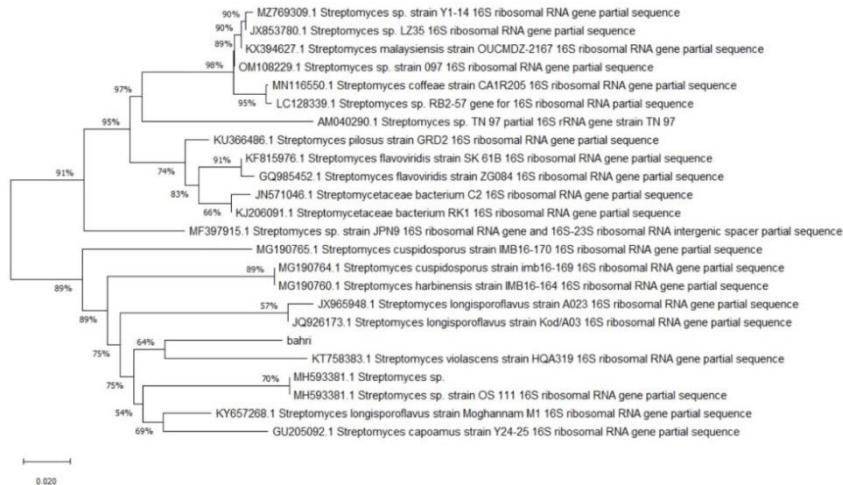 90%
MZ769309.1 Streptomyces sp. strain Y1-14 16S ribosomal RNA gene partial sequence
90%
JX853780.1 Streptomyces sp. LZ35 16S ribosomal RNA gene partial sequence
89%
KX394627.1 Streptomyces malaysiensis strain OUCMDZ-2167 16S ribosomal RNA gene partial sequence
98%
OM108229.1 Streptomyces sp. strain 097 16S ribosomal RNA gene partial sequence
97%
MN116550.1 Streptomyces coffeae strain CA1R205 16S ribosomal RNA gene partial sequence
95%
LC128339.1 Streptomyces sp. RB2-57 gene for 16S ribosomal RNA partial sequence
95%
AM040290.1 Streptomyces sp. TN 97 partial 16S rRNA gene strain TN 97
KU366486.1 Streptomyces pilosus strain GRD2 16S ribosomal RNA gene partial sequence
91%
KF815976.1 Streptomyces flavoviridis strain SK 61B 16S ribosomal RNA gene partial sequence
74%
91%
GQ985452.1 Streptomyces flavoviridis strain ZG084 16S ribosomal RNA gene partial sequence
83%
JN571046.1 Streptomycetaceae bacterium C2 16S ribosomal RNA gene partial sequence
66%
KJ206091.1 Streptomycetaceae bacterium RK1 16S ribosomal RNA gene partial sequence
MF397915.1 Streptomyces sp. strain JPN9 16S ribosomal RNA gene and 16S-23S ribosomal RNA intergenic spacer partial sequence
MG190765.1 Streptomyces cuspidosporus strain IMB16-170 16S ribosomal RNA gene partial sequence
89%
MG190764.1 Streptomyces cuspidosporus strain imb16-169 16S ribosomal RNA gene partial sequence
89%
MG190760.1 Streptomyces harbinensis strain IMB16-164 16S ribosomal RNA gene partial sequence
57%
JX965948.1 Streptomyces longisporoflavus strain A023 16S ribosomal RNA gene partial sequence
89%
JQ926173.1 Streptomyces longisporoflavus strain Kod/A03 16S ribosomal RNA gene partial sequence
64%
bahri
75%
KT758383.1 Streptomyces violascens strain HQA319 16S ribosomal RNA gene partial sequence
70%
MH593381.1 Streptomyces sp.
75%
MH593381.1 Streptomyces sp. strain OS 111 16S ribosomal RNA gene partial sequence
54%
KY657268.1 Streptomyces longisporoflavus strain Moghannam M1 16S ribosomal RNA gene partial sequence
69%
GU205092.1 Streptomyces capoamus strain Y24-25 16S ribosomal RNA gene partial sequence
0.020